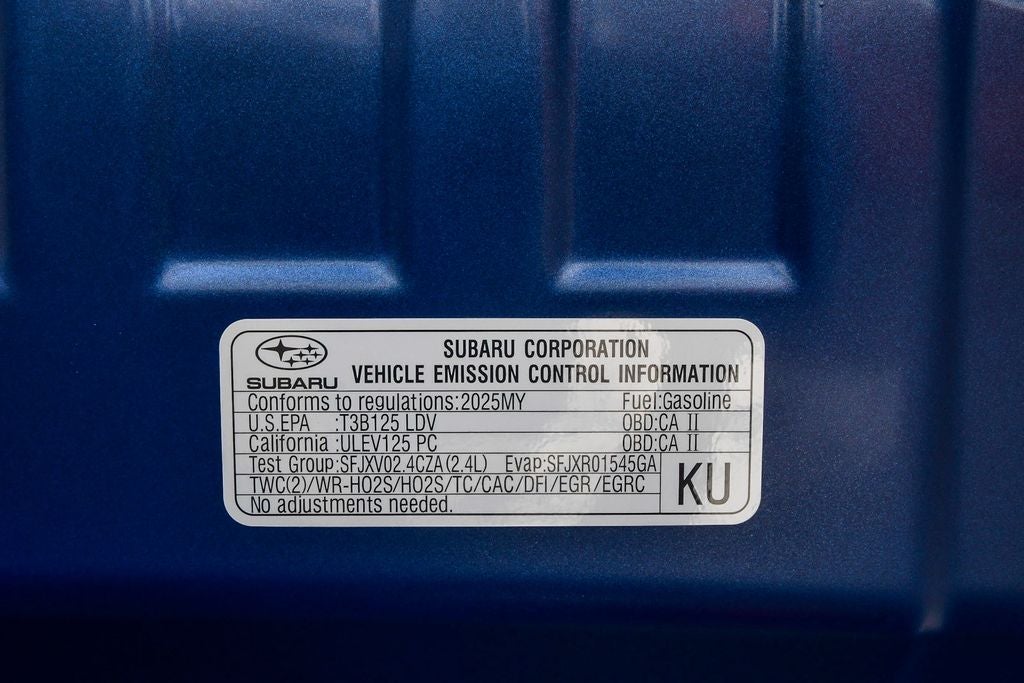 SUBARU CORPORATION
SUBARU VEHICLE EMISSION CONTROL INFORMATION
Conforms to regulations:2025MY Fuel:Gasoline
U.S.EPA :T3B125 LDV OBD:CA II
California :ULEV125 PC OBD:CA II
Test Group:SFJXV02.4CZA(2.4L) Evap:SFJXR01545GA
TWC(2)/WR-HO2S/HO2S/TC/CAC/DFI/EGR/EGRC
KU
No adjustments needed.